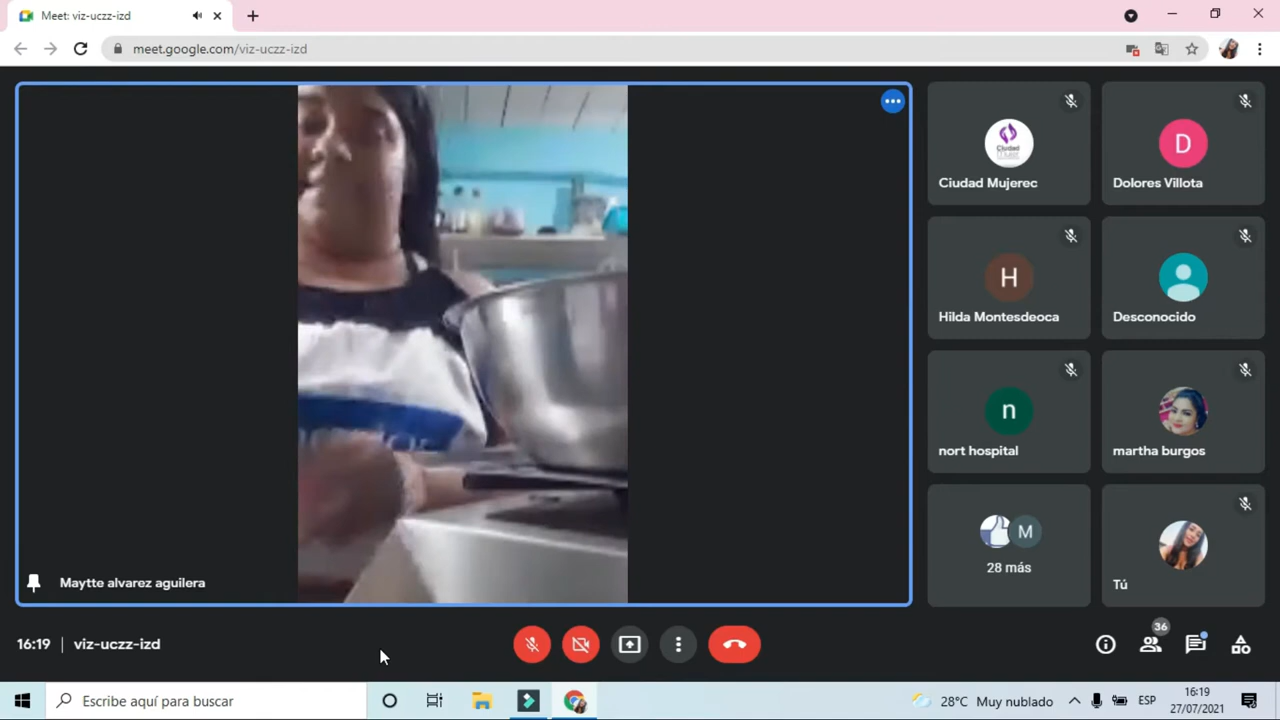 Meet: viz-uczz-izd
meet.google.com/viz-uczz-izd
Ciudad Mujerec
D
Dolores Villota
H
Hilda Montesdeoca
Desconocido
n
nort hospital
martha burgos
M
28 más
Tú
Maytte alvarez aguilera
16:19 | viz-uczz-izd
36
Escribe aquí para buscar
28°C Muy nublado
ESP
16:19
27/07/2021